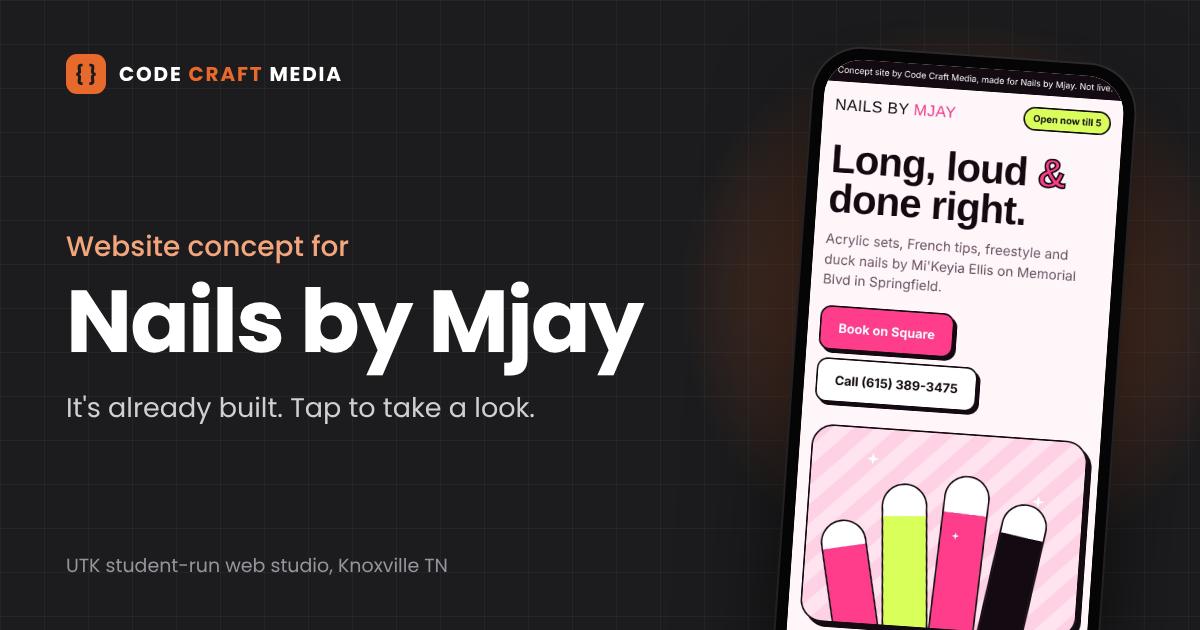 { } CODE CRAFT MEDIA
Website concept for
Nails by Mjay
It's already built. Tap to take a look.
UTK student-run web studio, Knoxville TN
Concept site by Code Craft Media, made for Nails by Mjay. Not live.
NAILS BY MJAY
Open now till 5
Long, loud &
done right.
Acrylic sets, French tips, freestyle and
duck nails by Mi'Keyia Ellis on Memorial
Blvd in Springfield.
Book on Square
Call (615) 389-3475